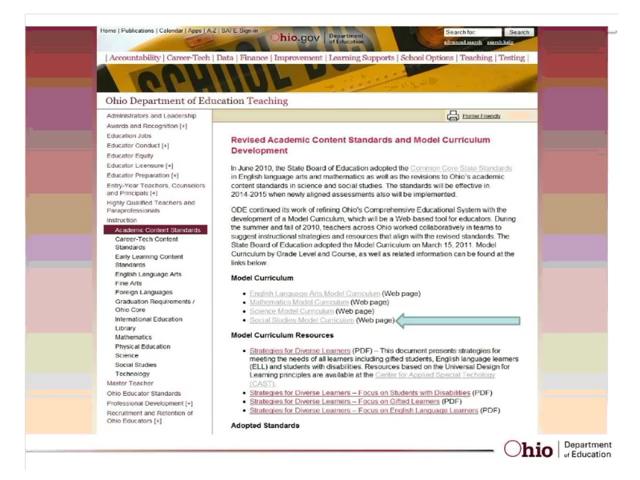 Home | Publications | Calendar | Apps | A-Z | SAFE Sign-in
Ohio.gov | Department of Education
Search for:
Search
advanced search search help
| Accountability | Career-Tech | Data | Finance | Improvement | Learning Supports | School Options | Teaching | Testing |
SCHOOL BUS
Ohio Department of Education Teaching
Printer Friendly
Administrators and Leadership
Awards and Recognition [+]
Education Jobs
Educator Conduct [+]
Educator Equity
Educator Licensure [+]
Educator Preparation [+]
Entry-Year Teachers, Counselors
and Principals [+]
Highly Qualified Teachers and
Paraprofessionals
Instruction
Academic Content Standards
Career-Tech Content
Standards
Early Learning Content
Standards
English Language Arts
Fine Arts
Foreign Languages
Graduation Requirements /
Ohio Core
International Education
Library
Mathematics
Physical Education
Science
Social Studies
Technology
Master Teacher
Ohio Educator Standards
Professional Development [+]
Recruitment and Retention of
Ohio Educators [+]
Revised Academic Content Standards and Model Curriculum
Development
In June 2010, the State Board of Education adopted the Common Core State Standards
in English language arts and mathematics as well as the revisions to Ohio's academic
content standards in science and social studies. The standards will be effective in
2014-2015 when newly aligned assessments also will be implemented.
ODE continued its work of refining Ohio's Comprehensive Educational System with the
development of a Model Curriculum, which will be a Web-based tool for educators. During
the summer and fall of 2010, teachers across Ohio worked collaboratively in teams to
suggest instructional strategies and resources that align with the revised standards. The
State Board of Education adopted the Model Curriculum on March 15, 2011. Model
Curriculum by Grade Level and Course, as well as related information can be found at the
links below.
Model Curriculum
• English Language Arts Model Curriculum (Web page)
• Mathematics Model Curriculum (Web page)
• Science Model Curriculum (Web page)
• Social Studies Model Curriculum (Web page)
Model Curriculum Resources
• Strategies for Diverse Learners (PDF) – This document presents strategies for
meeting the needs of all learners including gifted students, English language learners
(ELL) and students with disabilities. Resources based on the Universal Design for
Learning principles are available at the Center for Applied Special Technology
(CAST).
• Strategies for Diverse Learners – Focus on Students with Disabilities (PDF)
• Strategies for Diverse Learners – Focus on Gifted Learners (PDF)
• Strategies for Diverse Learners – Focus on English Language Learners (PDF)
Adopted Standards
Ohio | Department
of Education